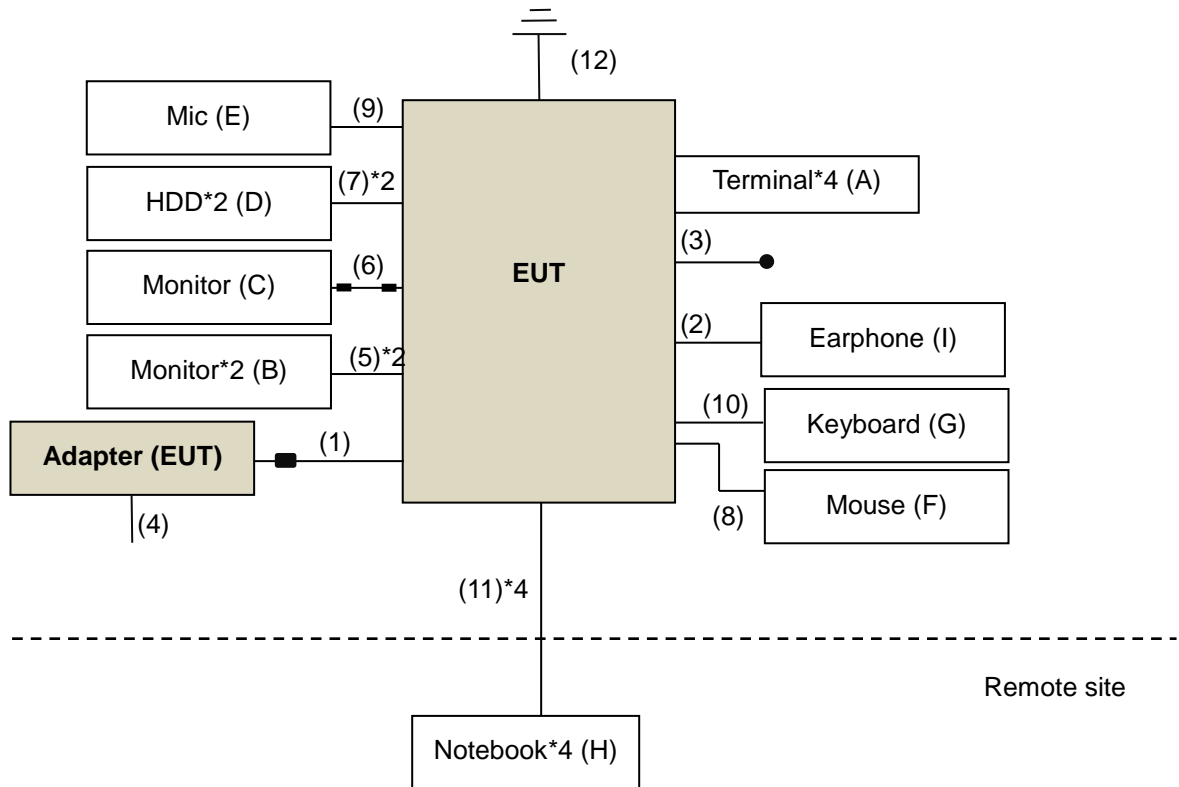 (12)
Mic (E)
(9)
HDD*2 (D)
(7)*2
Terminal*4 (A)
(3)
Monitor (C)
(6)
EUT
(2)
Earphone (I)
Monitor*2 (B)
(5)*2
(10)
Keyboard (G)
Adapter (EUT)
(1)
Mouse (F)
(8)
(4)
(11)*4
Remote site
Notebook*4 (H)